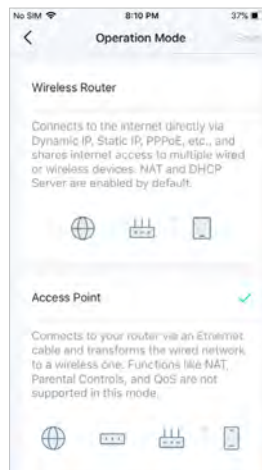 No SIM 8:10 PM 37%
Operation Mode Save
Wireless Router
Connects to the internet directly via
Dynamic IP, Static IP, PPPoE, etc., and
shares internet access to multiple wired
or wireless devices. NAT and DHCP
Server are enabled by default.
Access Point
Connects to your router via an Ethernet
cable and transforms the wired network
to a wireless one. Functions like NAT,
Parental Controls, and QoS are not
supported in this mode.